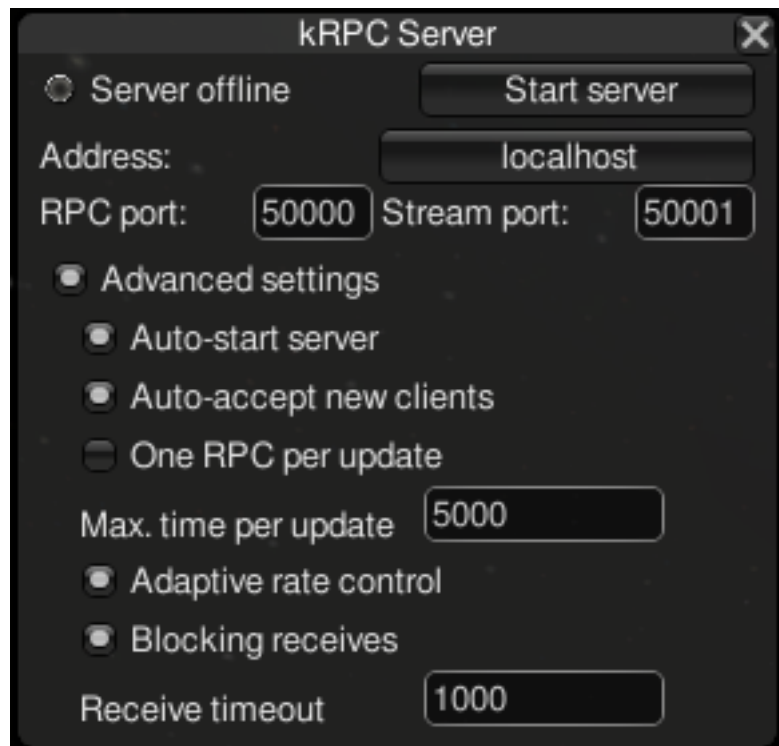 kRPC Server
Server offline Start server
Address: localhost
RPC port: 50000 Stream port: 50001
Advanced settings
Auto-start server
Auto-accept new clients
One RPC per update
Max. time per update 5000
Adaptive rate control
Blocking receives
Receive timeout 1000